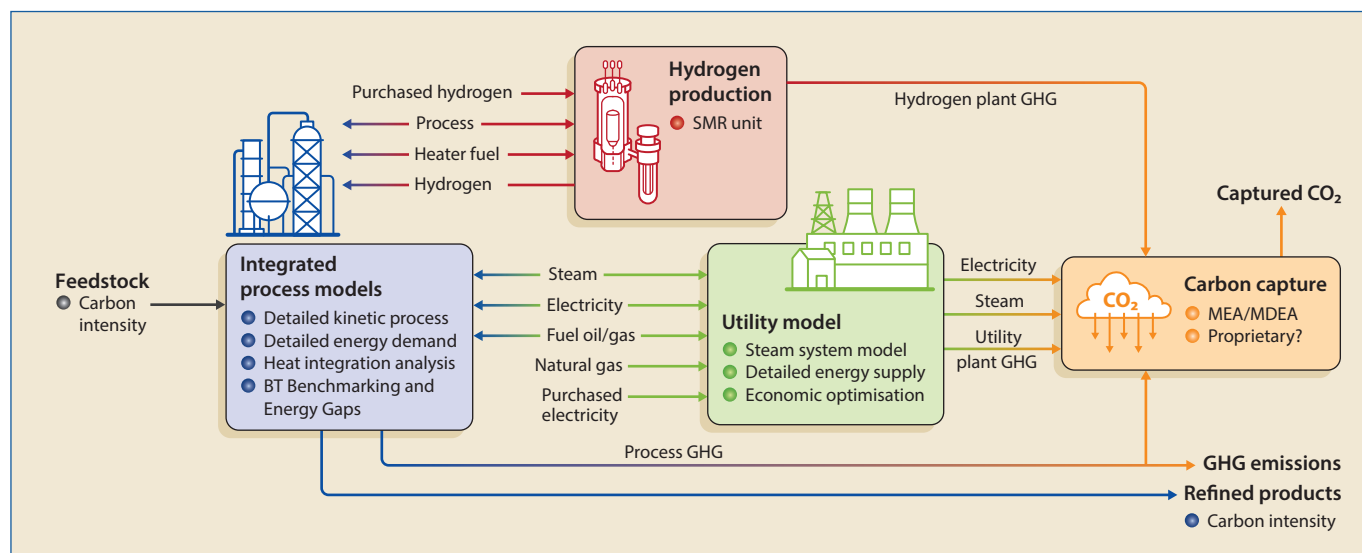 Hydrogen
production
SMR unit
Purchased hydrogen
Process
Heater fuel
Hydrogen
Hydrogen plant GHG
Captured CO₂
Feedstock
Carbon
intensity
Integrated
process models
Detailed kinetic process
Detailed energy demand
Heat integration analysis
BT Benchmarking and
Energy Gaps
Steam
Electricity
Fuel oil/gas
Natural gas
Purchased
electricity
Utility model
Steam system model
Detailed energy supply
Economic optimisation
Electricity
Steam
Utility
plant GHG
CO₂
Carbon capture
MEA/MDEA
Proprietary?
Process GHG
GHG emissions
Refined products
Carbon intensity